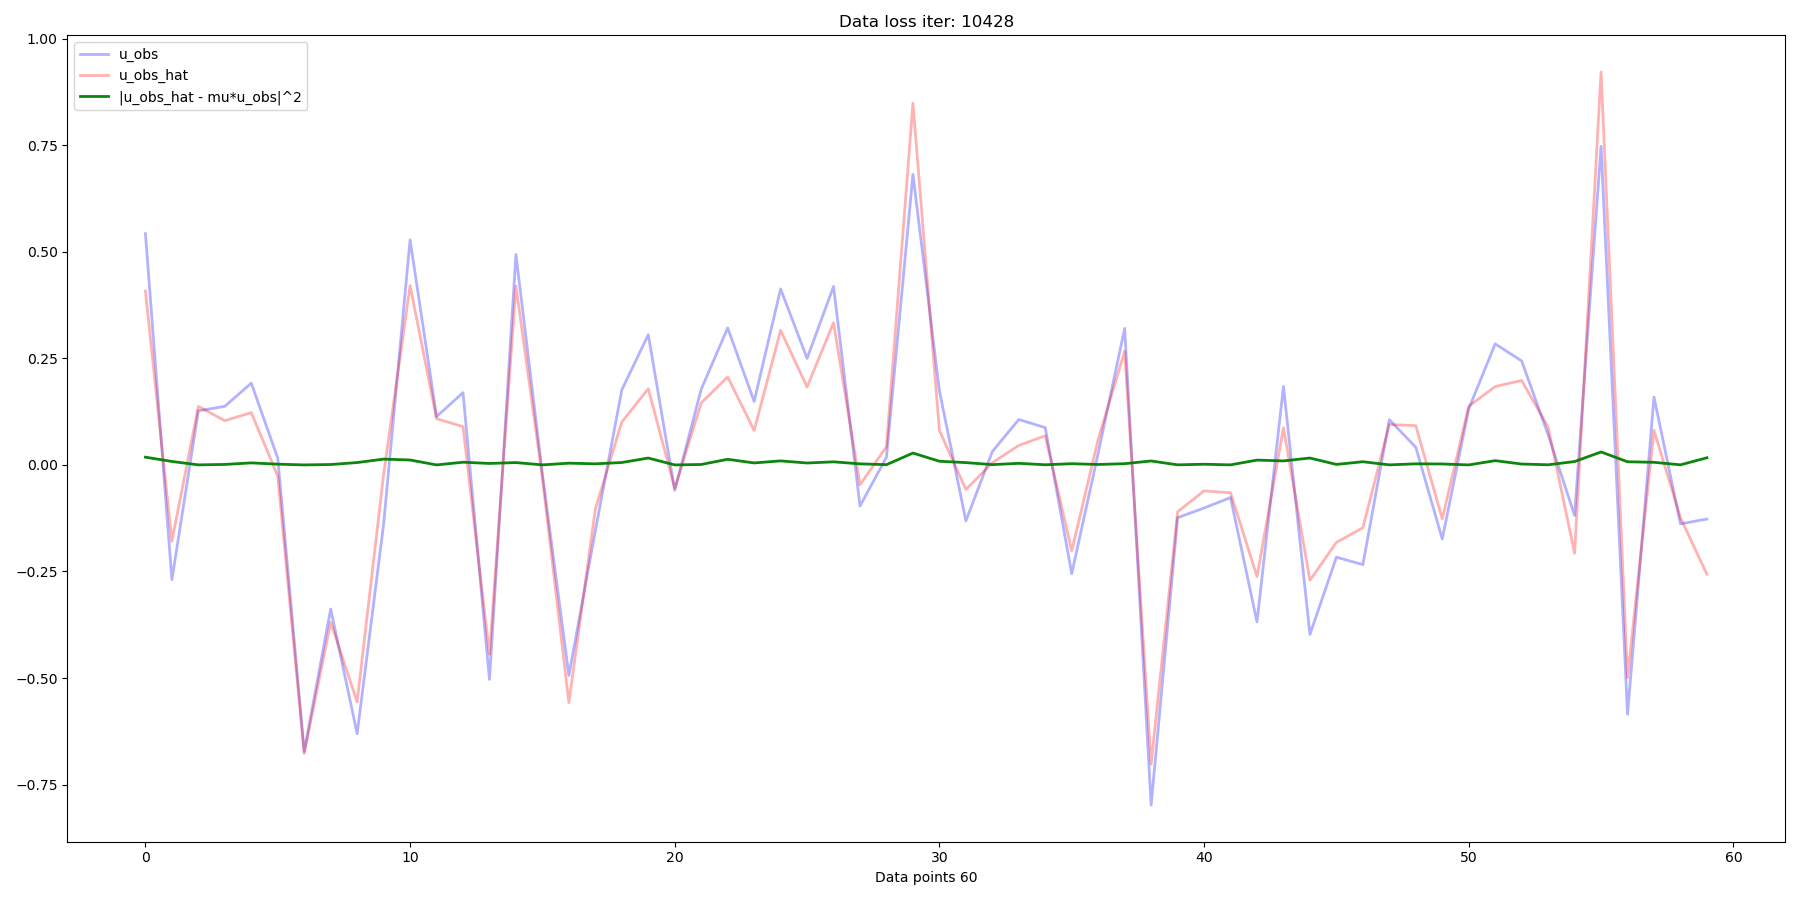 Data loss iter: 10428
u_obs
u_obs_hat
|u_obs_hat - mu*u_obs|^2
1.00
0.75
0.50
0.25
0.00
−0.25
−0.50
−0.75
0 10 20 30 40 50 60
Data points 60